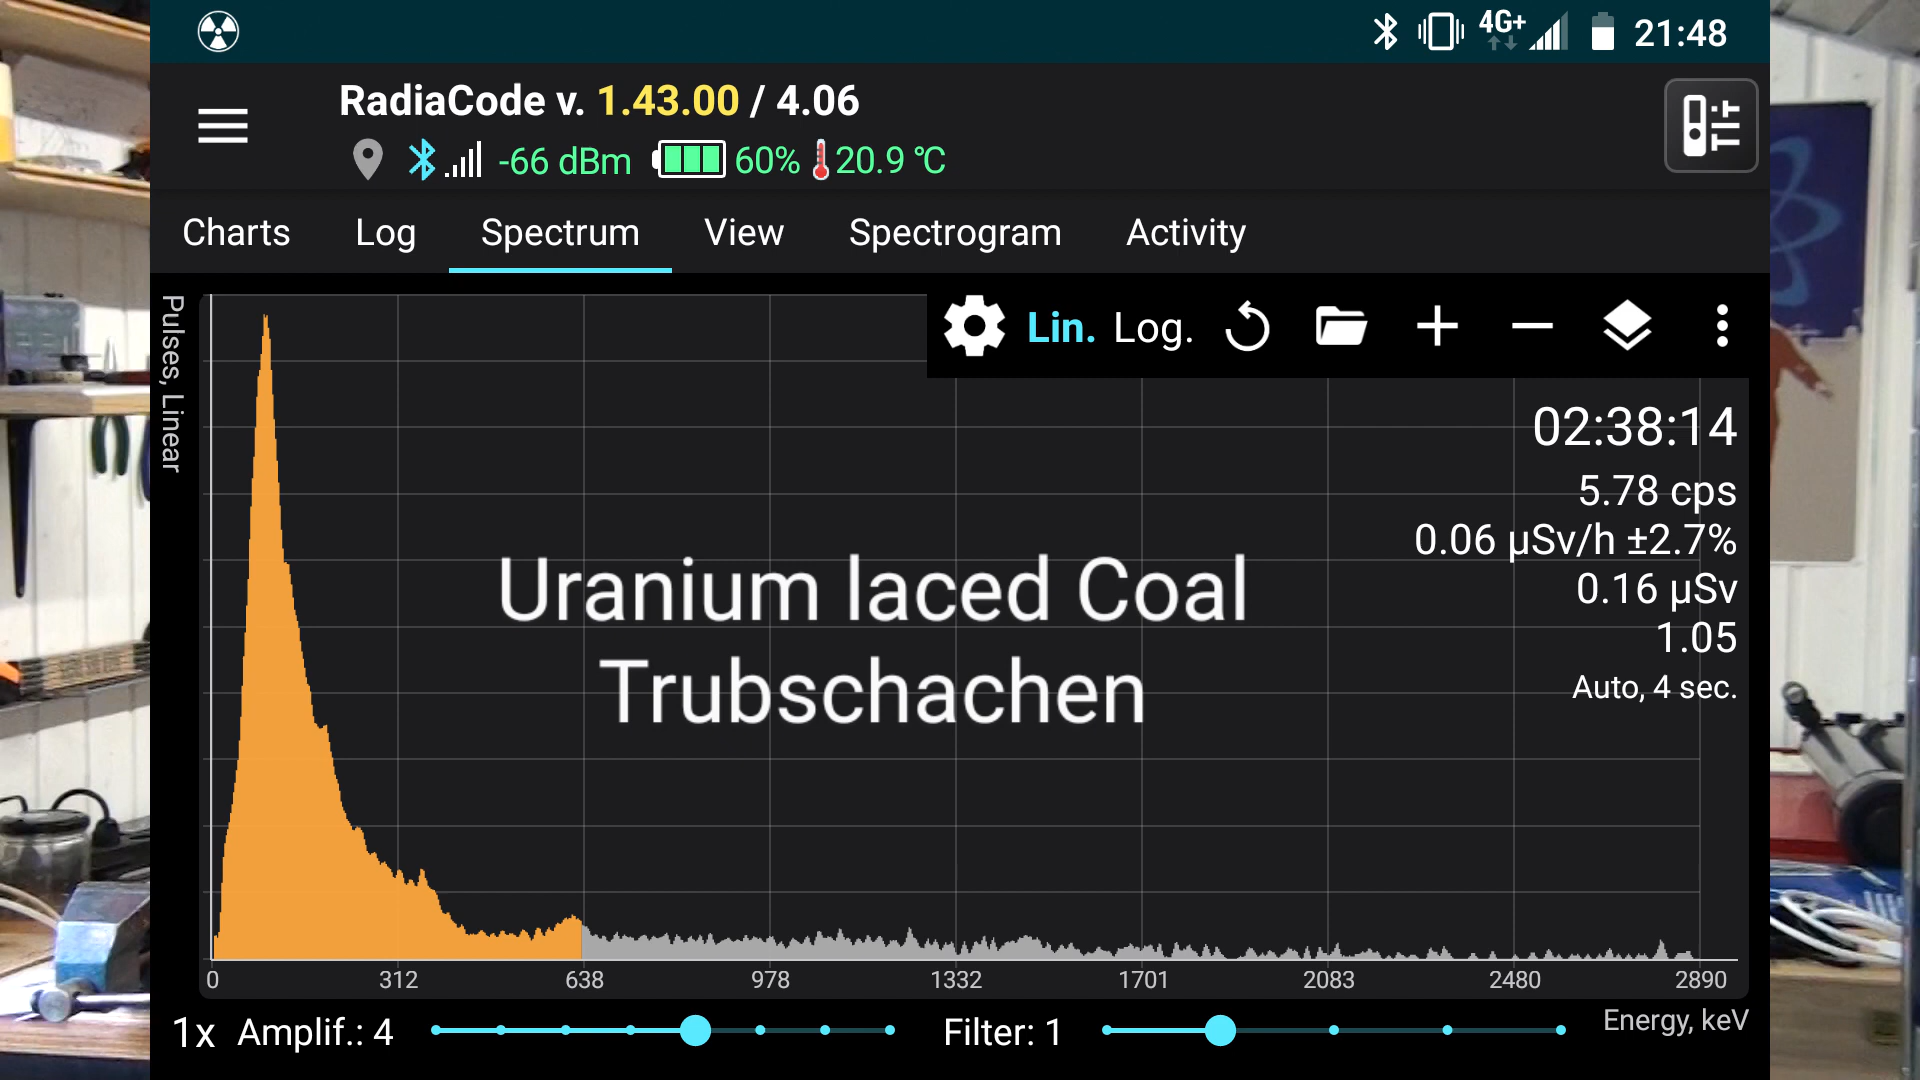 21:48
4G+
RadiaCode v. 1.43.00 / 4.06
-66 dBm 60% 20.9 °C
Charts Log Spectrum View Spectrogram Activity
Pulses, Linear
Lin. Log.
02:38:14
5.78 cps
0.06 µSv/h ±2.7%
0.16 µSv
1.05
Auto, 4 sec.
Uranium laced Coal
Trubschachen
0 312 638 978 1332 1701 2083 2480 2890
Energy, keV
1x Amplif.: 4 Filter: 1